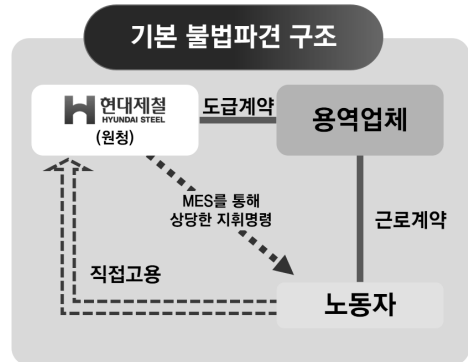 기본 불법파견 구조
현대제철
HYUNDAI STEEL
(원청)
도급계약
용역업체
MES를 통해
상당한 지휘명령
근로계약
직접고용
노동자